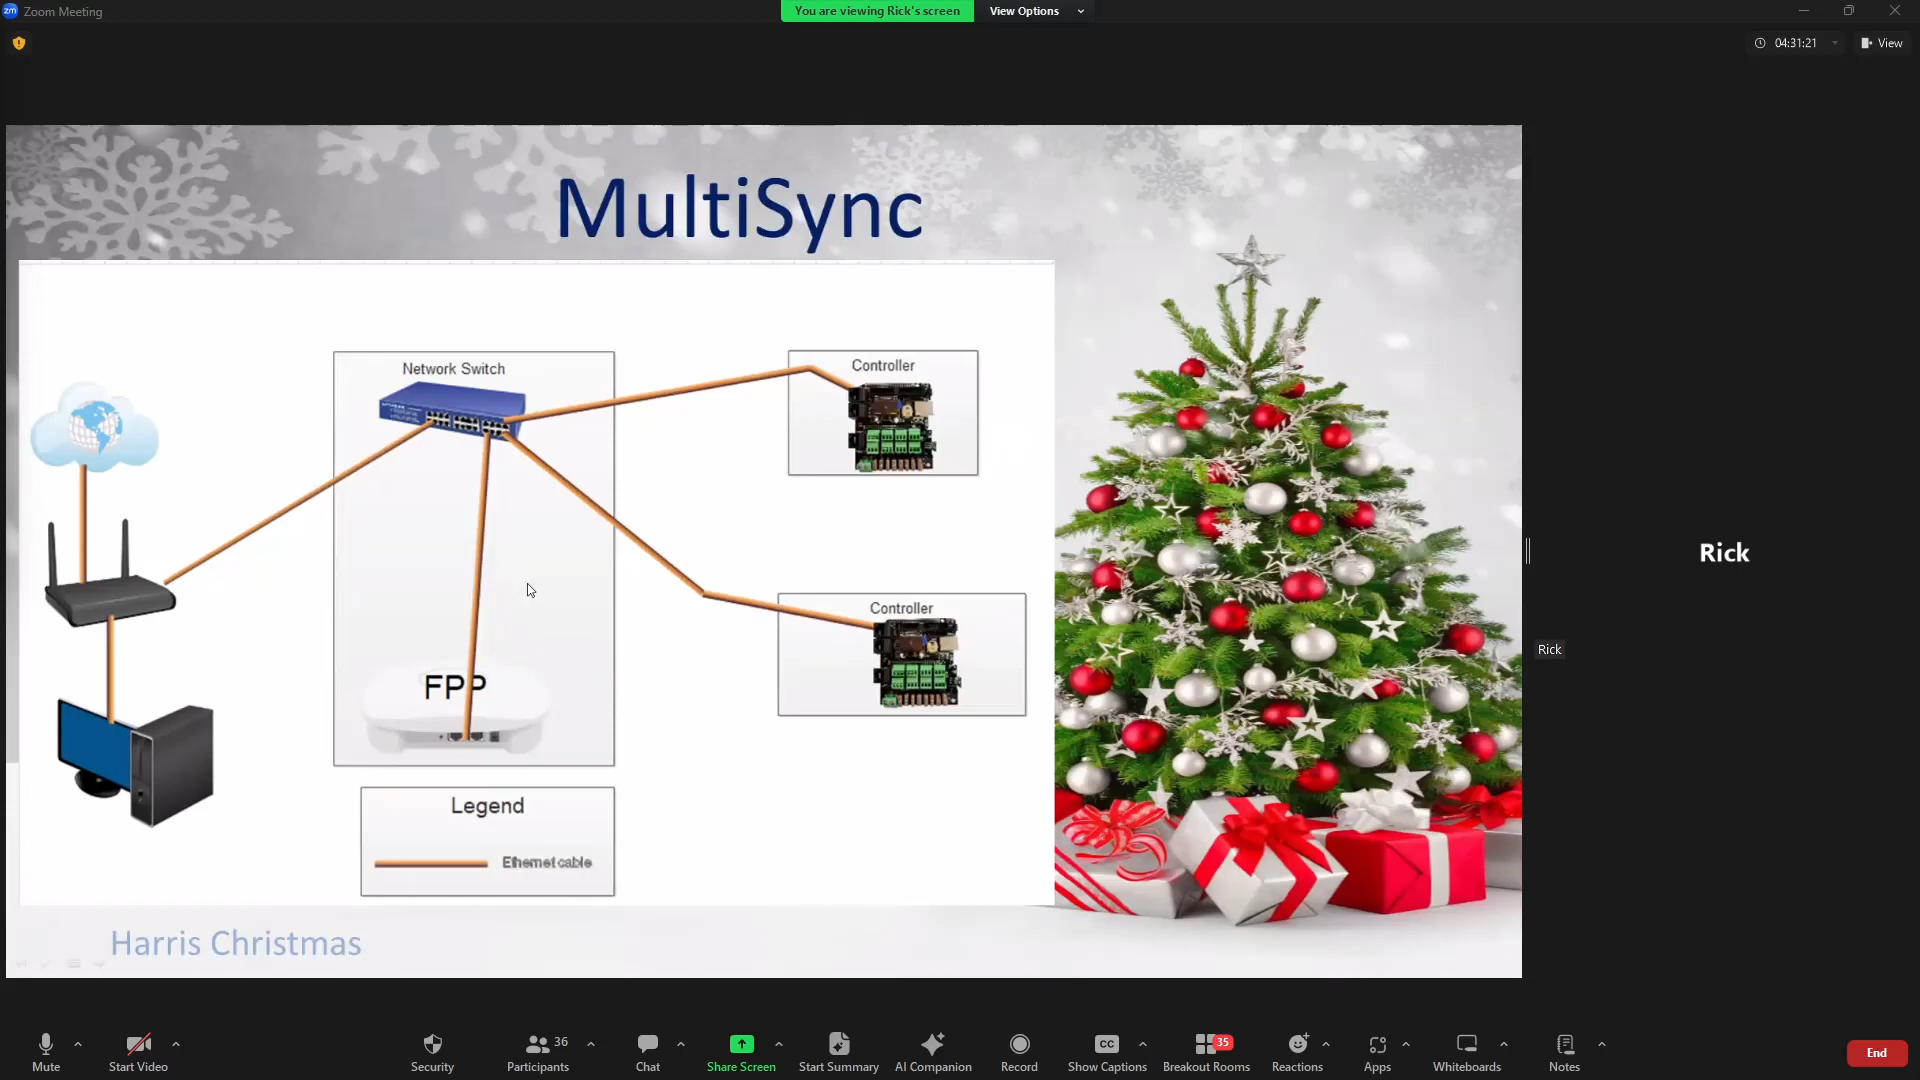 zm Zoom Meeting
You are viewing Rick's screen
View Options
04:31:21
View
MultiSync
Network Switch
Controller
Controller
FPP
Legend
Ethernet cable
Harris Christmas
Rick
Rick
Mute
Start Video
Security
Participants
36
Chat
Share Screen
Start Summary
AI Companion
Record
CC
Show Captions
Breakout Rooms
35
Reactions
Apps
Whiteboards
Notes
End